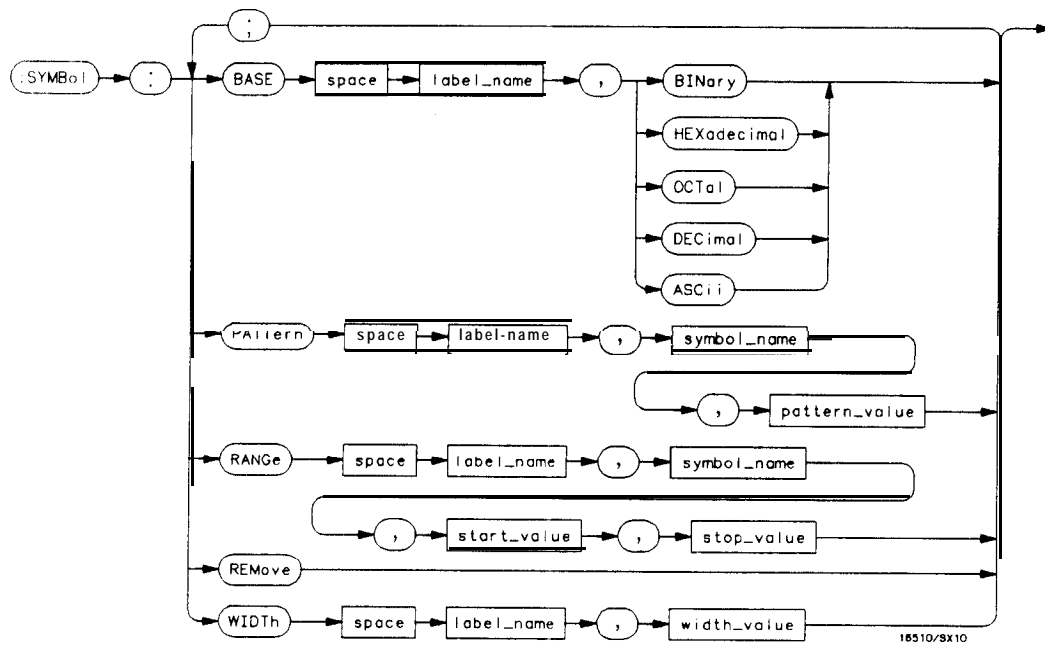 ;
:SYMBol : BASE space label_name , BINary
HEXadecimal
OCTal
DECimal
ASCii
PATtern space label-name , symbol_name
, pattern_value
RANGe space label_name , symbol_name
, start_value , stop_value
REMove
WIDTh space label_name , width_value
16510/SX10